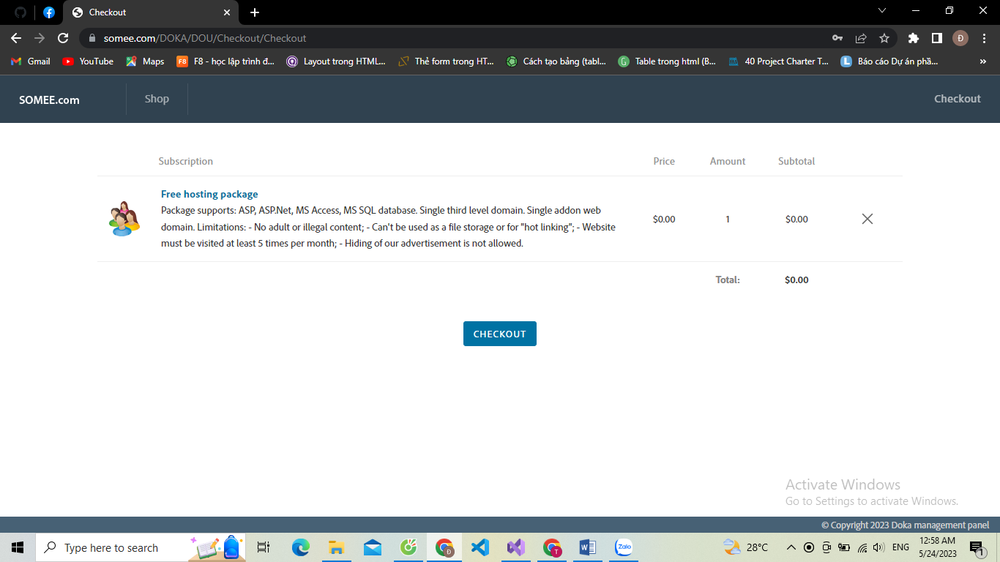 Checkout
somee.com/DOKA/DOU/Checkout/Checkout
Đ
Gmail
YouTube
Maps
F8
F8 - học lập trình đ...
Layout trong HTML...
Thẻ form trong HT...
Cách tạo bảng (tabl...
Table trong html (B...
40 Project Charter T...
L
Báo cáo Dự án phầ...
SOMEE.com
Shop
Checkout
Subscription
Price
Amount
Subtotal
Free hosting package
Package supports: ASP, ASP.Net, MS Access, MS SQL database. Single third level domain. Single addon web
domain. Limitations: - No adult or illegal content; - Can't be used as a file storage or for "hot linking"; - Website
must be visited at least 5 times per month; - Hiding of our advertisement is not allowed.
$0.00
1
$0.00
Total:
$0.00
CHECKOUT
Activate Windows
Go to Settings to activate Windows.
© Copyright 2023 Doka management panel
Type here to search
Đ
T
Zalo
28°C
ENG
12:58 AM
5/24/2023
1